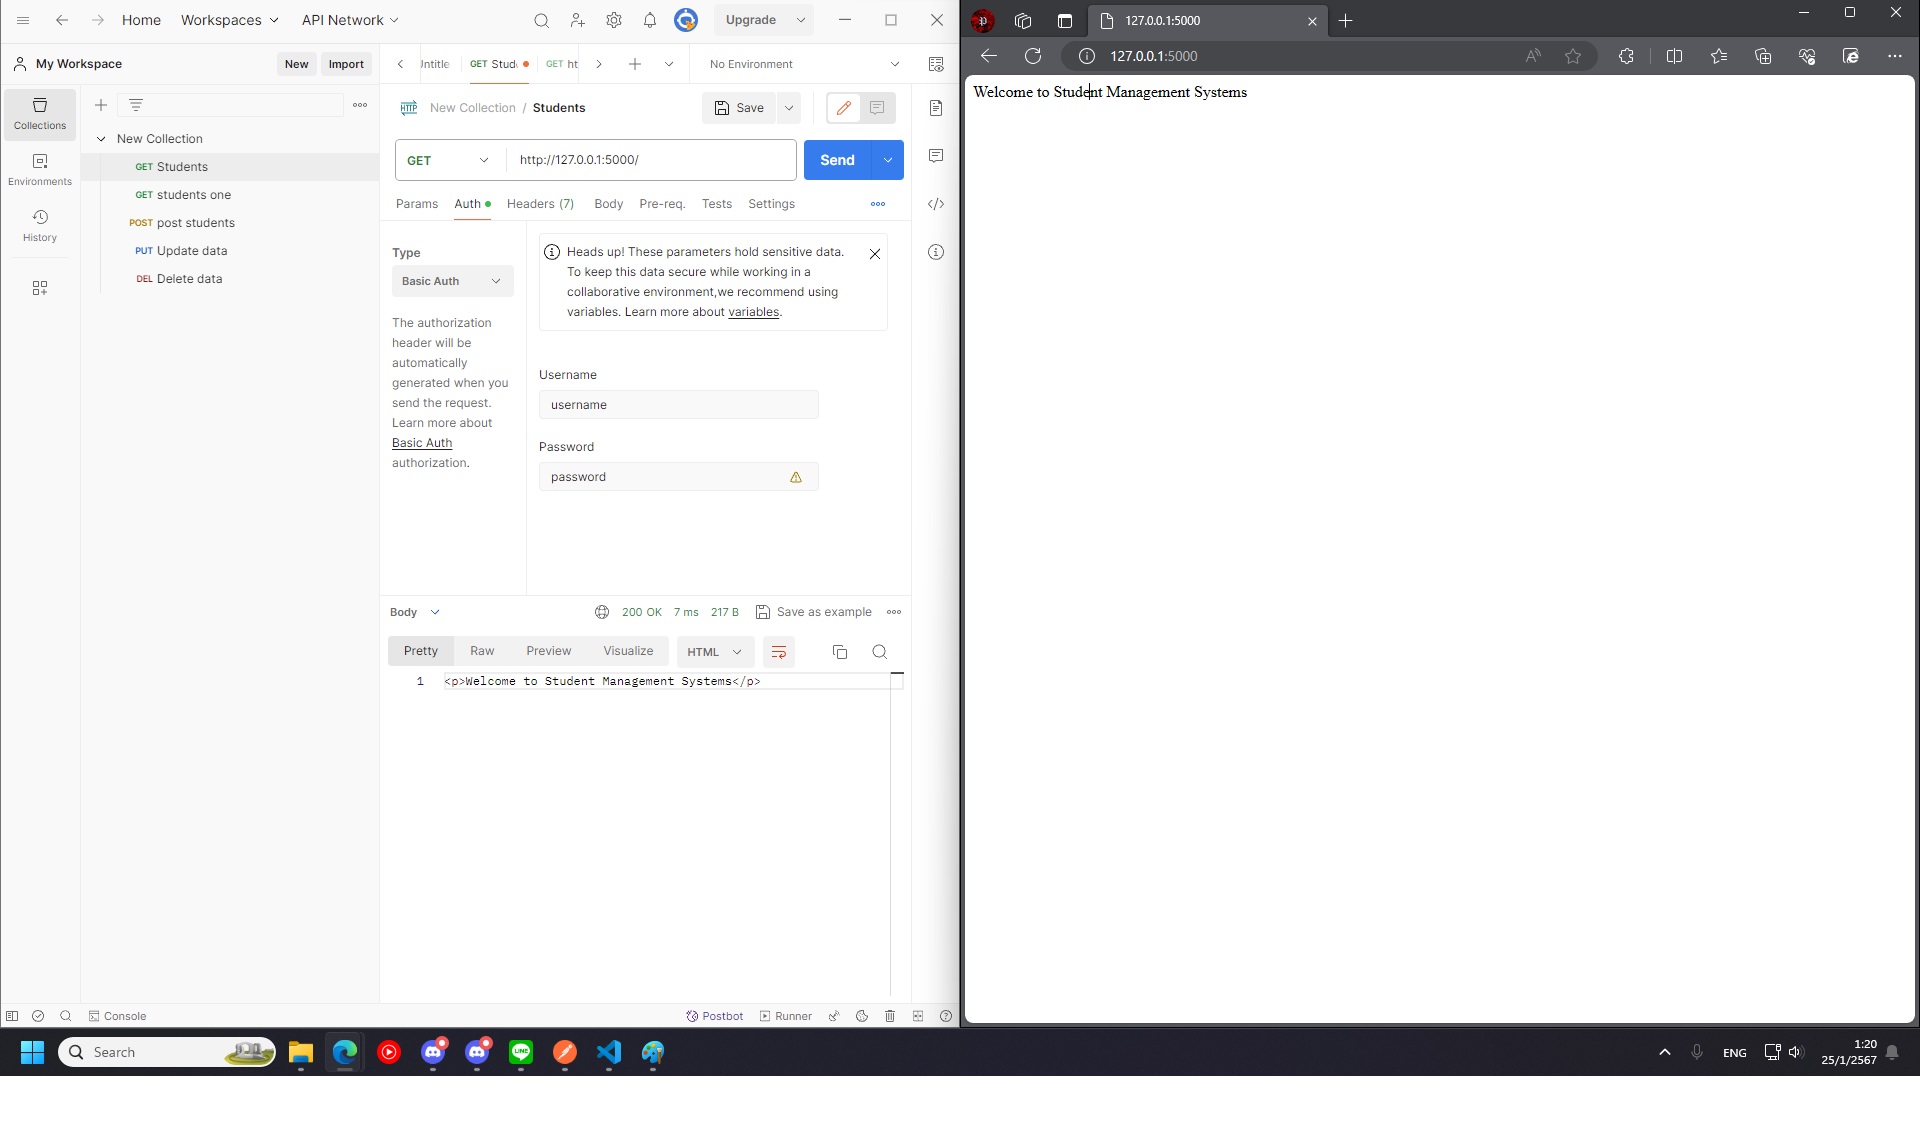 Home Workspaces API Network Upgrade
My Workspace New Import
Intitle GET Stud GET ht No Environment
Collections
Environments
History
New Collection
GET Students
GET students one
POST post students
PUT Update data
DEL Delete data
HTTP New Collection / Students Save
GET http://127.0.0.1:5000/ Send
Params Auth Headers (7) Body Pre-req. Tests Settings
Type
Basic Auth
The authorization
header will be
automatically
generated when you
send the request.
Learn more about
Basic Auth
authorization.
Heads up! These parameters hold sensitive data.
To keep this data secure while working in a
collaborative environment,we recommend using
variables. Learn more about variables.
Username
username
Password
password
Body 200 OK 7 ms 217 B Save as example
Pretty Raw Preview Visualize HTML
1 <p>Welcome to Student Management Systems</p>
Console Postbot Runner
127.0.0.1:5000
127.0.0.1:5000
Welcome to Student Management Systems
Search
LINE
ENG
1:20
25/1/2567